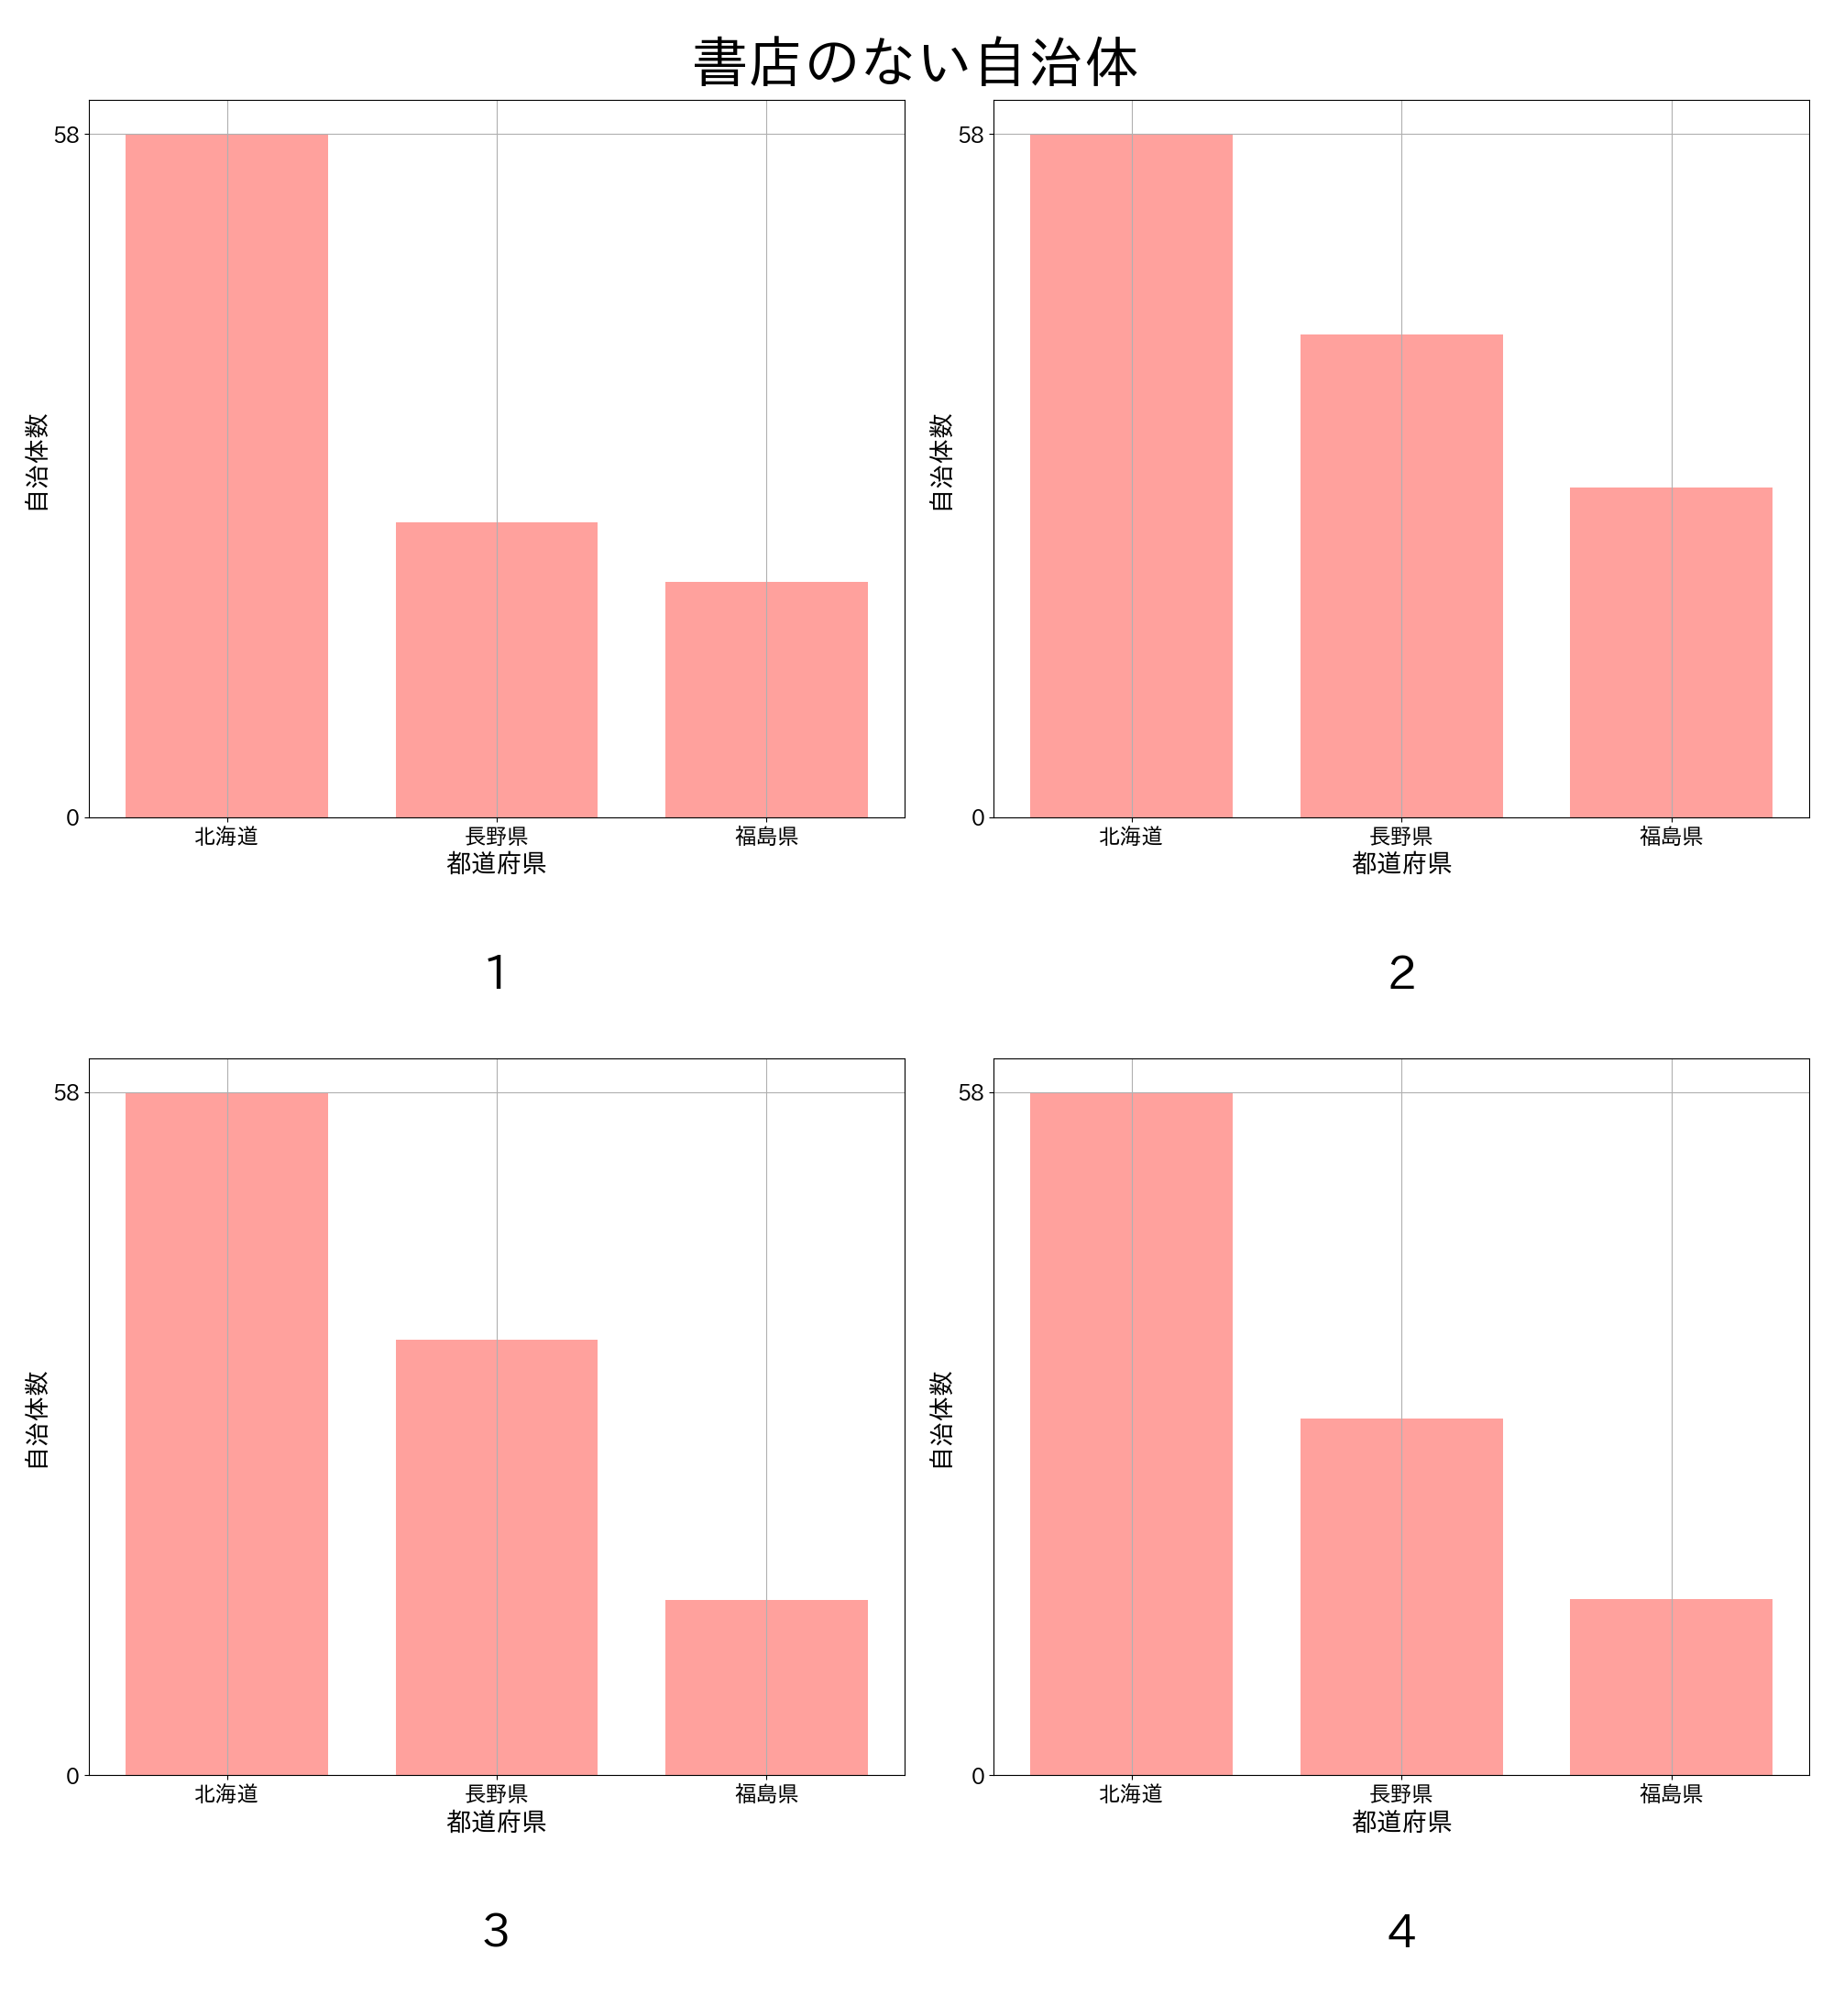 書店のない自治体
58
0
自治体数
北海道 長野県 福島県
都道府県
1
58
0
自治体数
北海道 長野県 福島県
都道府県
2
58
0
自治体数
北海道 長野県 福島県
都道府県
3
58
0
自治体数
北海道 長野県 福島県
都道府県
4